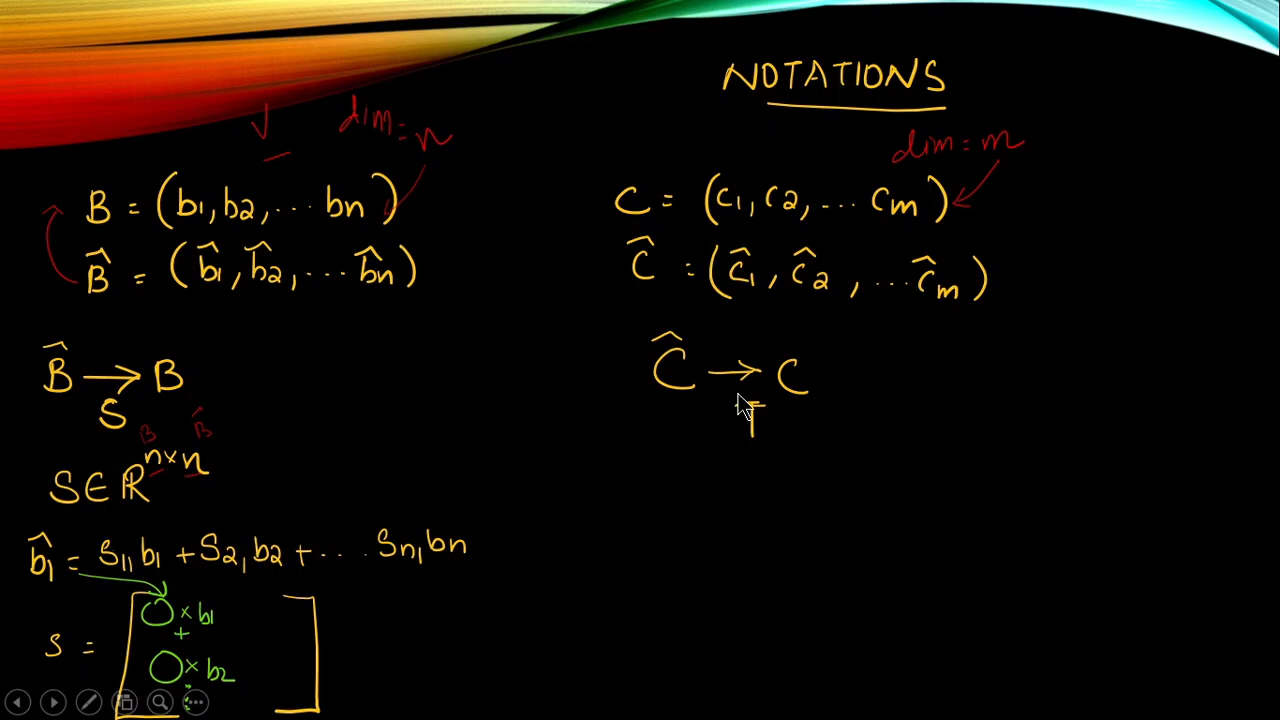 NOTATIONS
V dim = n
dim = m
B = (b1, b2, ... bn)
C = (c1, c2, ... cm)
B̂ = (b̂1, b̂2, ... b̂n)
Ĉ = (ĉ1, ĉ2, ... ĉm)
B̂ → B
S
Ĉ → C
T
B B̂
S ∈ ℝ^n×n
b̂1 = S11 b1 + S21 b2 + ... Sn1 bn
S = [ ○ × b1 ]
+
○ × b2
⋮